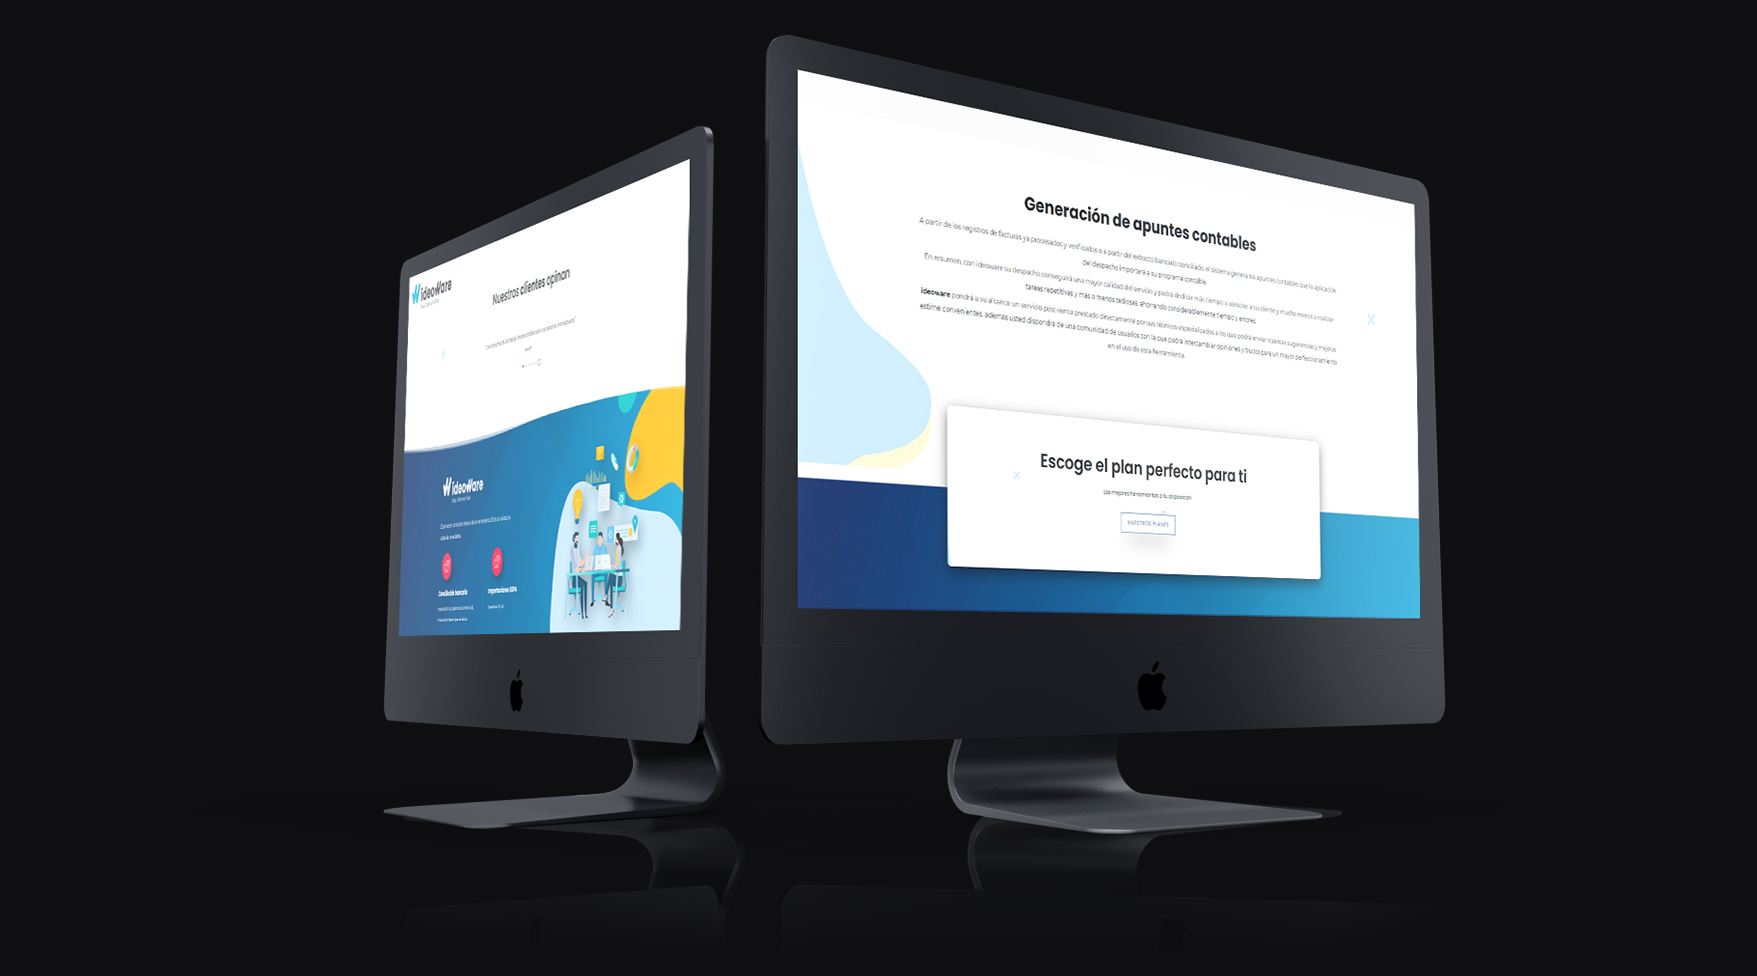 ideoWare
Nuestros clientes opinan
ideoWare
Conciliación bancaria
Importaciones SEPA
Generación de apuntes contables
A partir de los registros de facturas ya procesados y verificados o a partir del extracto bancario conciliado, el sistema genera los apuntes contables que la aplicación
del despacho importará a su programa contable.
En resumen, con ideoware su despacho conseguirá una mayor calidad del servicio y podrá dedicar más tiempo a asesorar a su cliente y mucho menos a realizar
tareas repetitivas y más o menos tediosas, ahorrando considerablemente tiempo y errores.
ideoware pondrá a su alcance un servicio post-venta prestado directamente por sus técnicos especializados a los que podrá enviar cuantas sugerencias y mejoras
estime convenientes, además usted dispondrá de una comunidad de usuarios con la que podrá intercambiar opiniones y trucos para un mayor perfeccionamiento
en el uso de esta herramienta.
Escoge el plan perfecto para ti
Las mejores herramientas a tu disposición
NUESTROS PLANES